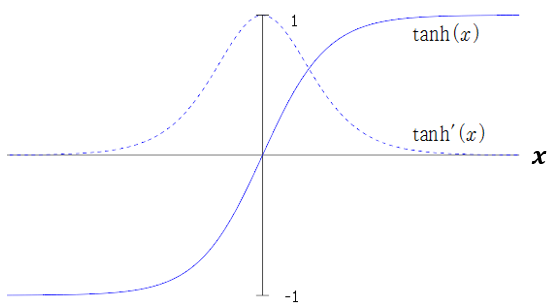 1
tanh(x)
tanh′(x)
x
-1